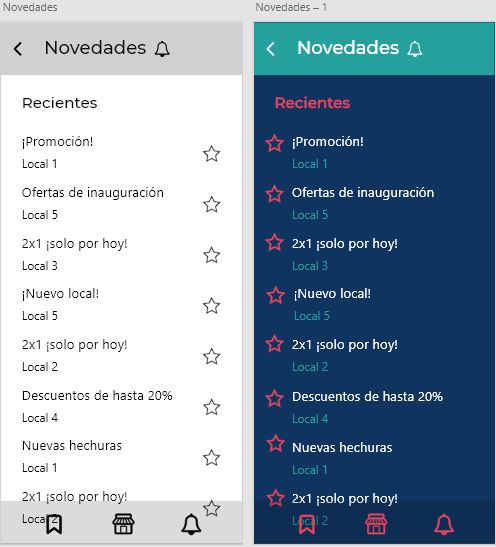 Novedades
Novedades
Recientes
¡Promoción!
Local 1
Ofertas de inauguración
Local 5
2x1 ¡solo por hoy!
Local 3
¡Nuevo local!
Local 5
2x1 ¡solo por hoy!
Local 2
Descuentos de hasta 20%
Local 4
Nuevas hechuras
Local 1
2x1 ¡solo por hoy!
Local 2
Novedades – 1
Novedades
Recientes
¡Promoción!
Local 1
Ofertas de inauguración
Local 5
2x1 ¡solo por hoy!
Local 3
¡Nuevo local!
Local 5
2x1 ¡solo por hoy!
Local 2
Descuentos de hasta 20%
Local 4
Nuevas hechuras
Local 1
2x1 ¡solo por hoy!
Local 2